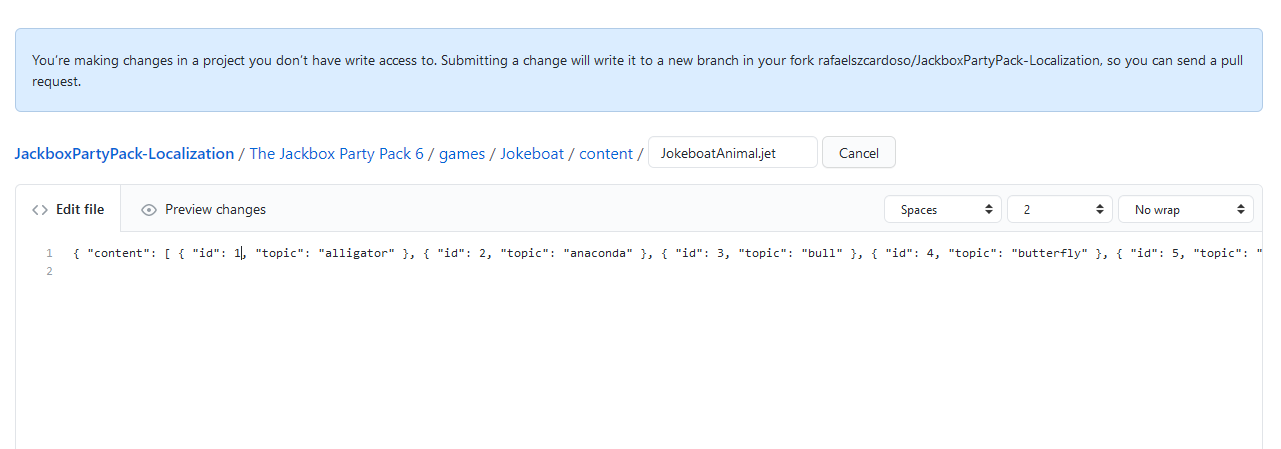 You're making changes in a project you don't have write access to. Submitting a change will write it to a new branch in your fork rafaelszcardoso/JackboxPartyPack-Localization, so you can send a pull
request.
JackboxPartyPack-Localization / The Jackbox Party Pack 6 / games / Jokeboat / content / JokeboatAnimal.jet Cancel
<> Edit file Preview changes Spaces 2 No wrap
1 { "content": [ { "id": 1, "topic": "alligator" }, { "id": 2, "topic": "anaconda" }, { "id": 3, "topic": "bull" }, { "id": 4, "topic": "butterfly" }, { "id": 5, "topic": "
2